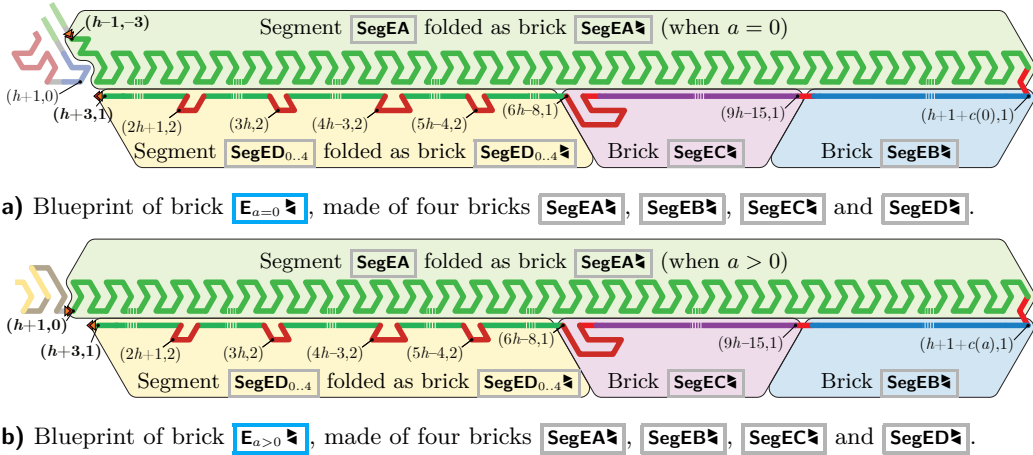 (h−1,−3)
Segment SegEA folded as brick SegEA (when a = 0)
(h+1,0)
(h+3,1)
(2h+1,2) (3h,2) (4h−3,2) (5h−4,2) (6h−8,1) (9h−15,1) (h+1+c(0),1)
Segment SegED0..4 folded as brick SegED0..4 Brick SegEC Brick SegEB
a) Blueprint of brick Ea=0 , made of four bricks SegEA, SegEB, SegEC and SegED.
Segment SegEA folded as brick SegEA (when a > 0)
(h+1,0)
(h+3,1)
(2h+1,2) (3h,2) (4h−3,2) (5h−4,2) (6h−8,1) (9h−15,1) (h+1+c(a),1)
Segment SegED0..4 folded as brick SegED0..4 Brick SegEC Brick SegEB
b) Blueprint of brick Ea>0 , made of four bricks SegEA, SegEB, SegEC and SegED.